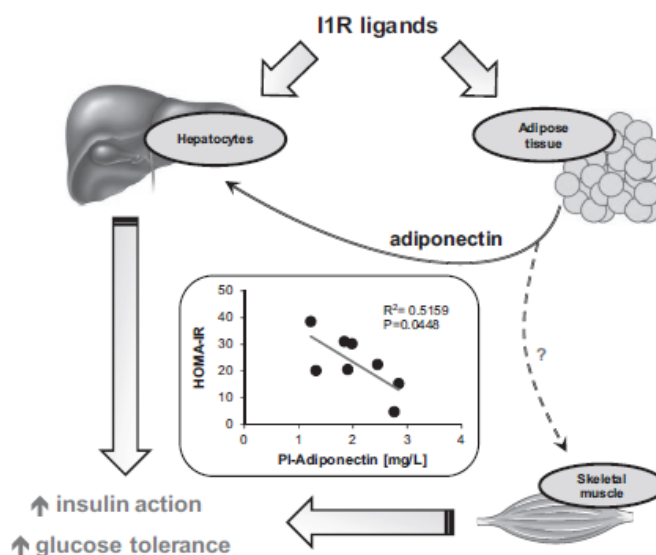 I1R ligands
Hepatocytes
Adipose
tissue
adiponectin
HOMA-IR
50
40
30
20
10
0
R²= 0.5159
P=0.0448
0 1 2 3 4
Pl-Adiponectin [mg/L]
?
Skeletal
muscle
↑ insulin action
↑ glucose tolerance